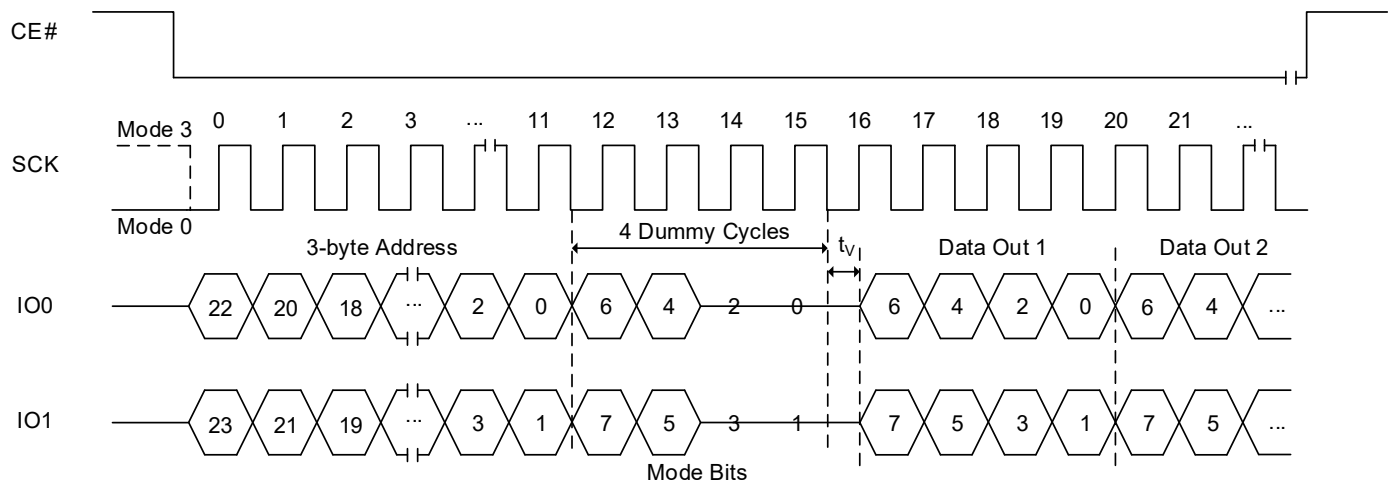 CE#
0 1 2 3 ... 11 12 13 14 15 16 17 18 19 20 21 ...
Mode 3
SCK
Mode 0
4 Dummy Cycles
3-byte Address tV Data Out 1 Data Out 2
IO0 22 20 18 ... 2 0 6 4 2 0 6 4 2 0 6 4 ...
IO1 23 21 19 ... 3 1 7 5 3 1 7 5 3 1 7 5 ...
Mode Bits